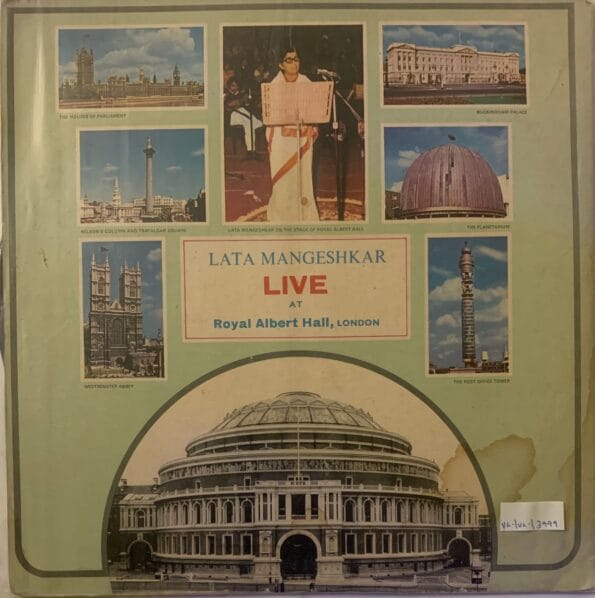 THE HOUSES OF PARLIAMENT
BUCKINGHAM PALACE
NELSON'S COLUMN AND TRAFALGAR SQUARE
LATA MANGESHKAR ON THE STAGE OF ROYAL ALBERT HALL
THE PLANETARIUM
LATA MANGESHKAR
LIVE
AT
Royal Albert Hall, LONDON
WESTMINSTER ABBEY
THE POST OFFICE TOWER